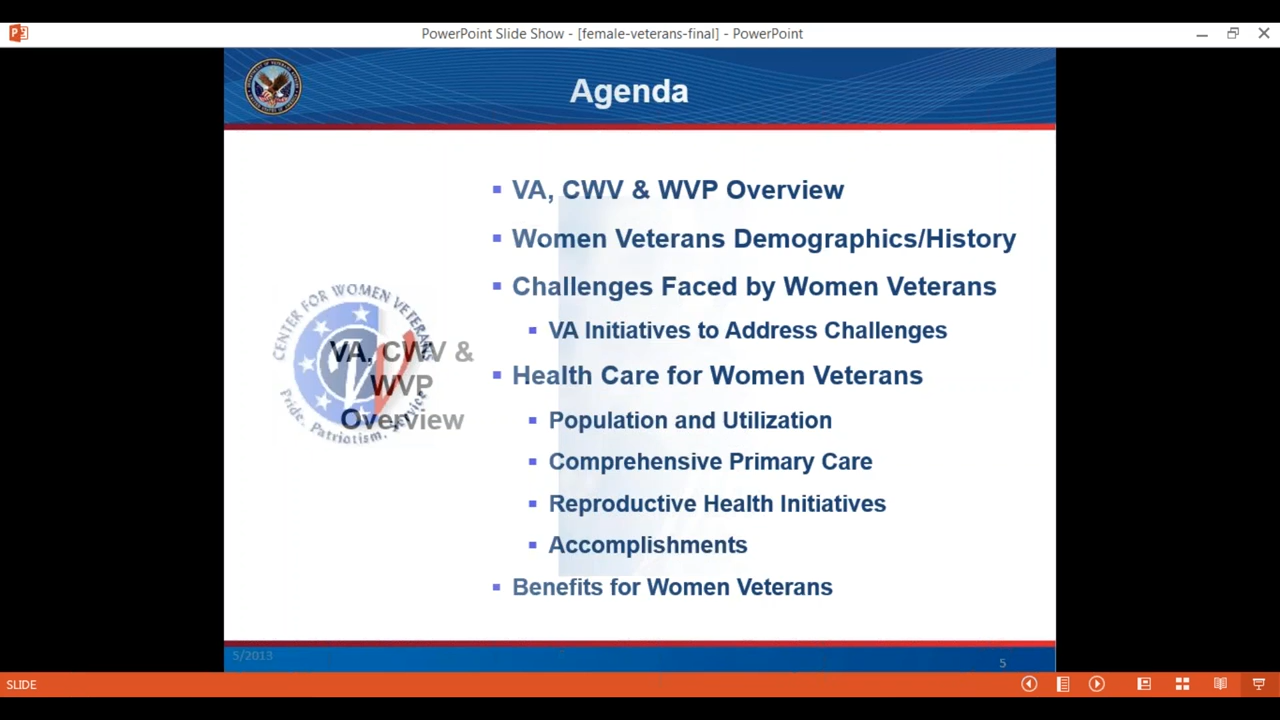 PowerPoint Slide Show - [female-veterans-final] - PowerPoint
Agenda
VA, CWV & WVP Overview
Women Veterans Demographics/History
Challenges Faced by Women Veterans
VA Initiatives to Address Challenges
Health Care for Women Veterans
Population and Utilization
Comprehensive Primary Care
Reproductive Health Initiatives
Accomplishments
Benefits for Women Veterans
CENTER FOR WOMEN VETERANS
VA, CWV &
WVP
Overview
Pride, Patriotism, Service
5/2013
5
SLIDE